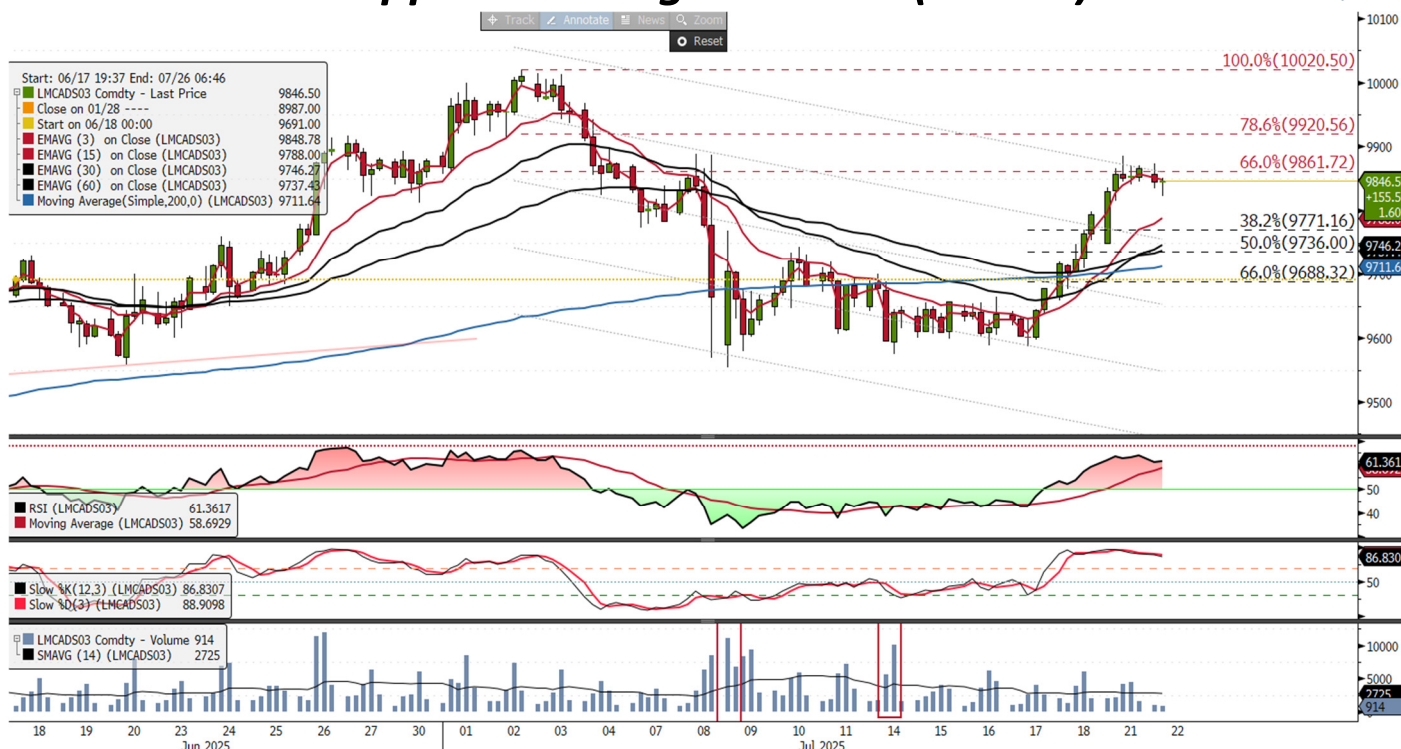 Track Annotate News Zoom
Reset
Start: 06/17 19:37 End: 07/26 06:46
LMCADS03 Comdty - Last Price 9846.50
Close on 01/28 ---- 8987.00
Start on 06/18 00:00 9691.00
EMAVG (3) on Close (LMCADS03) 9848.78
EMAVG (15) on Close (LMCADS03) 9788.00
EMAVG (30) on Close (LMCADS03) 9746.27
EMAVG (60) on Close (LMCADS03) 9737.43
Moving Average(Simple,200,0) (LMCADS03) 9711.64
100.0%(10020.50)
78.6%(9920.56)
66.0%(9861.72)
38.2%(9771.16)
50.0%(9736.00)
66.0%(9688.32)
10100
10000
9900
9846.5
+155.5
1.60
9746.2
9711.6
9600
9500
RSI (LMCADS03) 61.3617
Moving Average (LMCADS03) 58.6929
61.361
50
40
Slow %K(12,3) (LMCADS03) 86.8307
Slow %D(3) (LMCADS03) 88.9098
86.830
50
LMCADS03 Comdty - Volume 914
SMAVG (14) (LMCADS03) 2725
10000
5000
2725
914
18 19 20 23 24 25 26 27 30 01 02 03 04 07 08 09 10 11 14 15 16 17 18 21 22
Jun 2025 Jul 2025